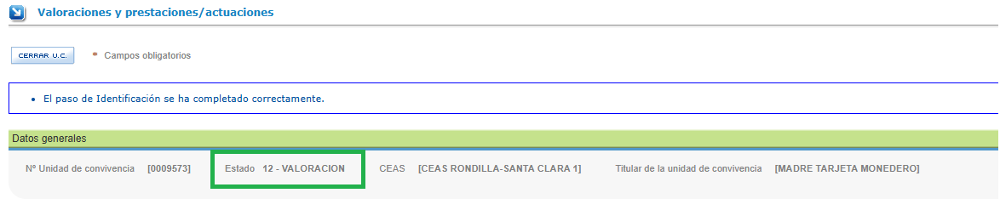 Valoraciones y prestaciones/actuaciones
CERRAR U.C. * Campos obligatorios
• El paso de Identificación se ha completado correctamente.
Datos generales
Nº Unidad de convivencia [0009573] Estado 12 - VALORACION CEAS [CEAS RONDILLA-SANTA CLARA 1] Titular de la unidad de convivencia [MADRE TARJETA MONEDERO]